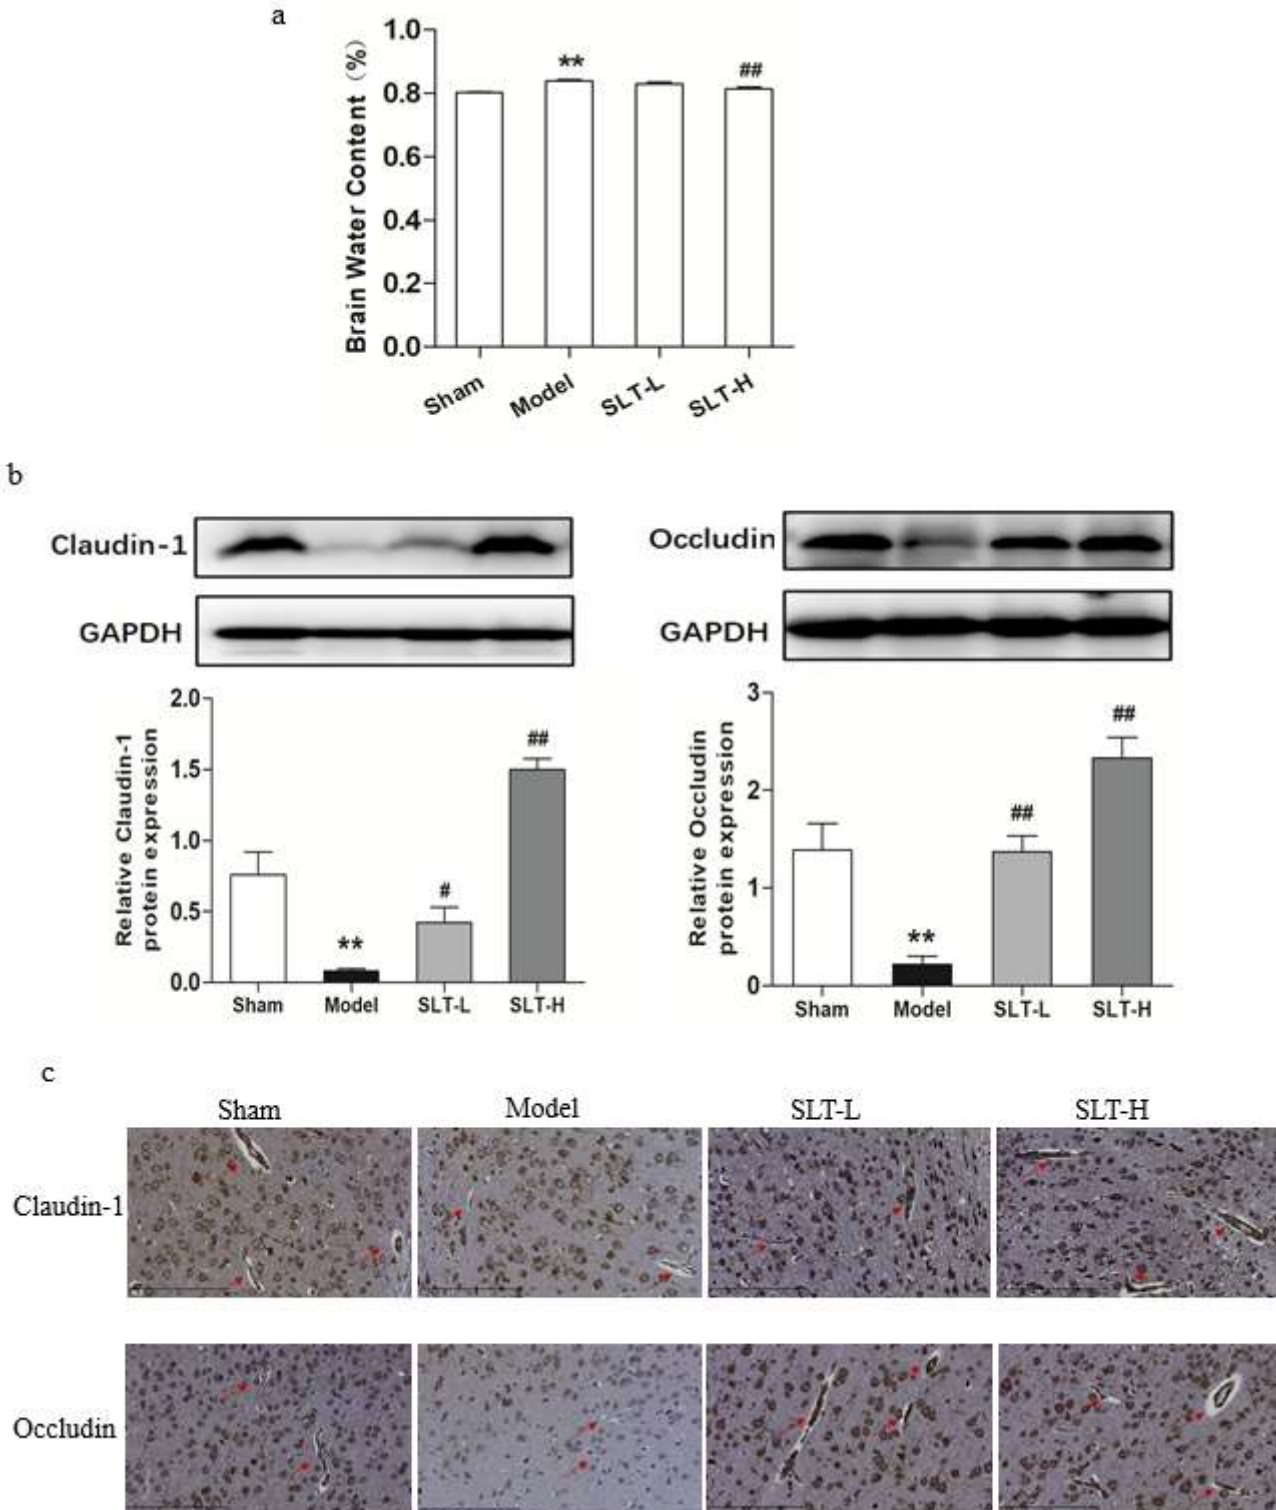 a
Brain Water Content (%)
1.0
0.8
0.6
0.4
0.2
0.0
**
##
Sham Model SLT-L SLT-H
b
Claudin-1
GAPDH
Relative Claudin-1
protein expression
2.0
1.5
1.0
0.5
0.0
**
#
##
Sham Model SLT-L SLT-H
Occludin
GAPDH
Relative Occludin
protein expression
3
2
1
0
**
##
##
Sham Model SLT-L SLT-H
c
Sham Model SLT-L SLT-H
Claudin-1
Occludin